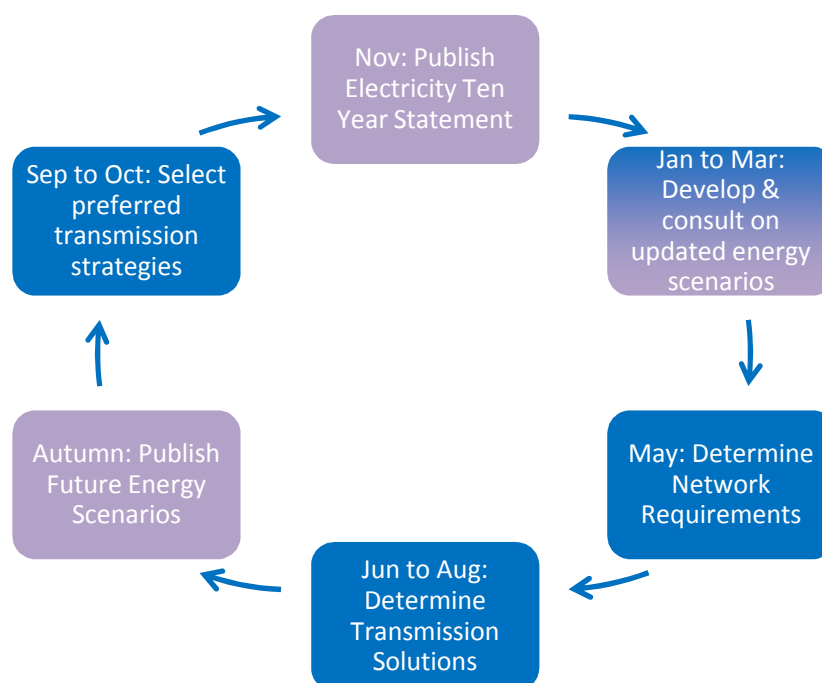 Nov: Publish
Electricity Ten
Year Statement
Jan to Mar:
Develop &
consult on
updated energy
scenarios
May: Determine
Network
Requirements
Jun to Aug:
Determine
Transmission
Solutions
Autumn: Publish
Future Energy
Scenarios
Sep to Oct: Select
preferred
transmission
strategies